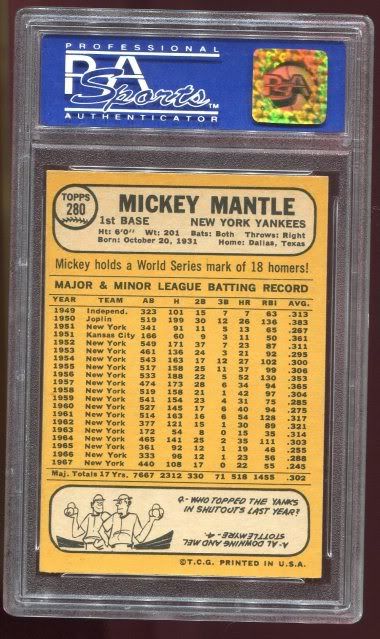 PROFESSIONAL
PSA
Sports
AUTHENTICATOR
PSA
TOPPS
280
MICKEY MANTLE
1st BASE NEW YORK YANKEES
Ht: 6'0" Wt: 201 Bats: Both Throws: Right
Born: October 20, 1931 Home: Dallas, Texas
Mickey holds a World Series mark of 18 homers!
MAJOR & MINOR LEAGUE BATTING RECORD
YEAR TEAM AB H 2B 3B HR RBI AVG.
1949 Independ. 323 101 15 7 7 63 .313
1950 Joplin 519 199 30 12 26 136 .383
1951 New York 341 91 11 5 13 65 .267
1951 Kansas City 166 60 9 3 11 50 .361
1952 New York 549 171 37 7 23 87 .311
1953 New York 461 136 24 3 21 92 .295
1954 New York 543 163 17 12 27 102 .300
1955 New York 517 158 25 11 37 99 .306
1956 New York 533 188 22 5 52 130 .353
1957 New York 474 173 28 6 34 94 .365
1958 New York 519 158 21 1 42 97 .304
1959 New York 541 154 23 4 31 75 .285
1960 New York 527 145 17 6 40 94 .275
1961 New York 514 163 16 6 54 128 .317
1962 New York 377 121 15 1 30 89 .321
1963 New York 172 54 8 0 15 35 .314
1964 New York 465 141 25 2 35 111 .303
1965 New York 361 92 12 1 19 46 .255
1966 New York 333 96 12 1 23 56 .288
1967 New York 440 108 17 0 22 55 .245
Maj. Totals 17 Yrs. 7667 2312 330 71 518 1455 .302
Q.- WHO TOPPED THE YANKS
IN SHUTOUTS LAST YEAR?
A.- AL DOWNING AND MEL
STOTTLEMYRE - 4.
©T.C.G. PRINTED IN U.S.A.